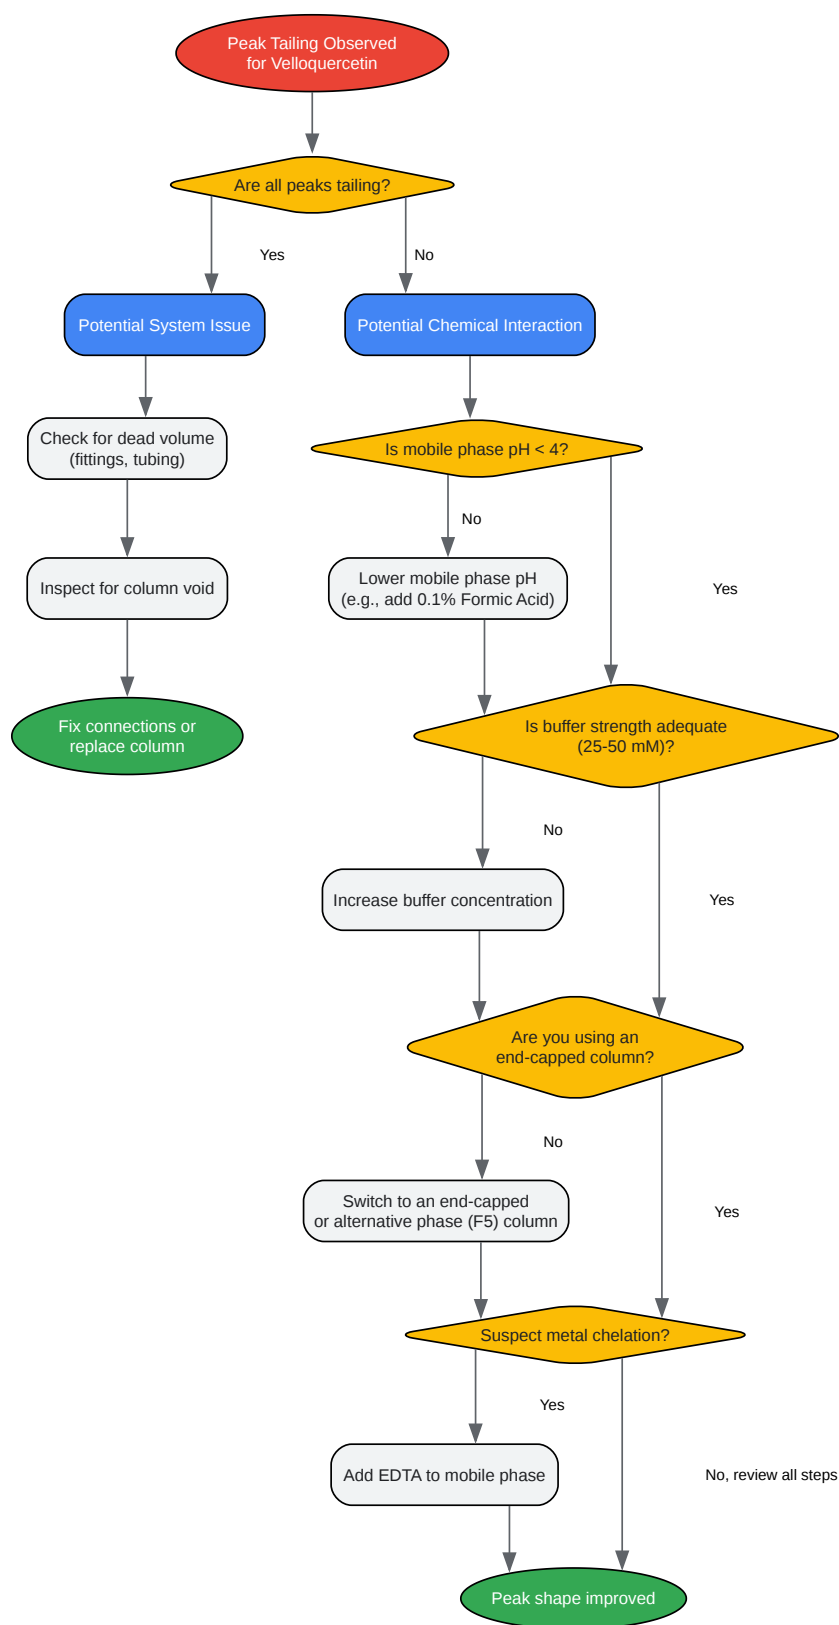 Peak Tailing Observed
for Velloquercetin
Are all peaks tailing?
Yes
No
Potential System Issue
Potential Chemical Interaction
Check for dead volume
(fittings, tubing)
Is mobile phase pH < 4?
No
Inspect for column void
Lower mobile phase pH
(e.g., add 0.1% Formic Acid)
Yes
Fix connections or
replace column
Is buffer strength adequate
(25-50 mM)?
No
Increase buffer concentration
Yes
Are you using an
end-capped column?
No
Switch to an end-capped
or alternative phase (F5) column
Yes
Suspect metal chelation?
Yes
Add EDTA to mobile phase
No, review all steps
Peak shape improved